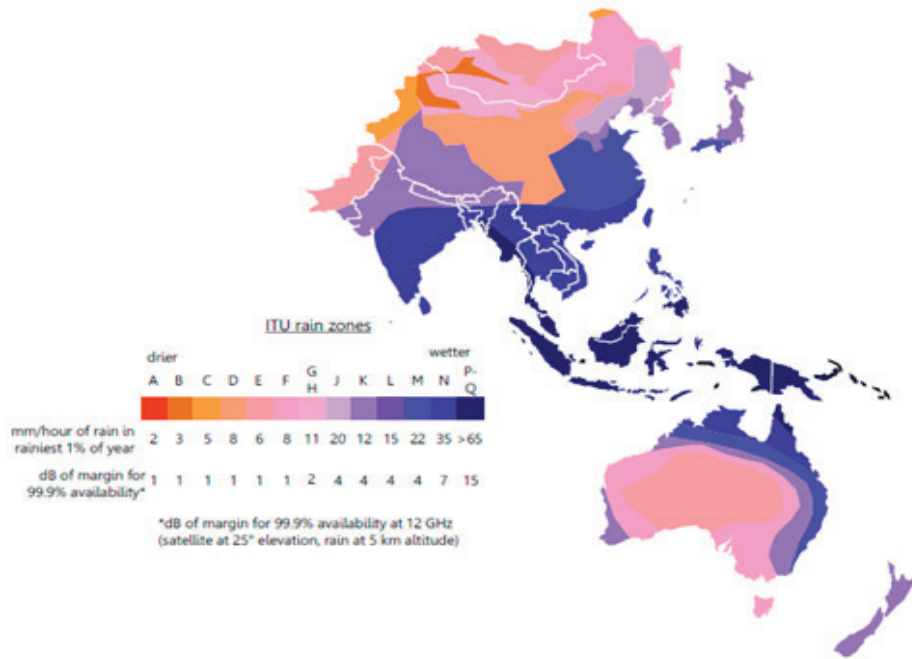 ITU rain zones
drier wetter
A B C D E F G H J K L M N P-Q
mm/hour of rain in rainiest 1% of year 2 3 5 8 6 8 11 20 12 15 22 35 >65
dB of margin for 99.9% availability* 1 1 1 1 1 1 2 4 4 4 4 7 15
*dB of margin for 99.9% availability at 12 GHz
(satellite at 25° elevation, rain at 5 km altitude)